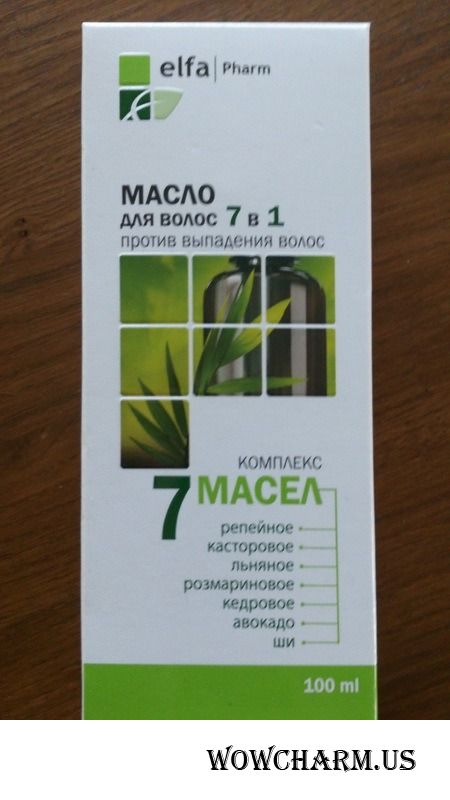 elfa Pharm
МАСЛО
для волос 7 в 1
против выпадения волос
комплекс
7 МАСЕЛ
репейное
касторовое
льняное
розмариновое
кедровое
авокадо
ши
100 ml
WOWCHARM.US